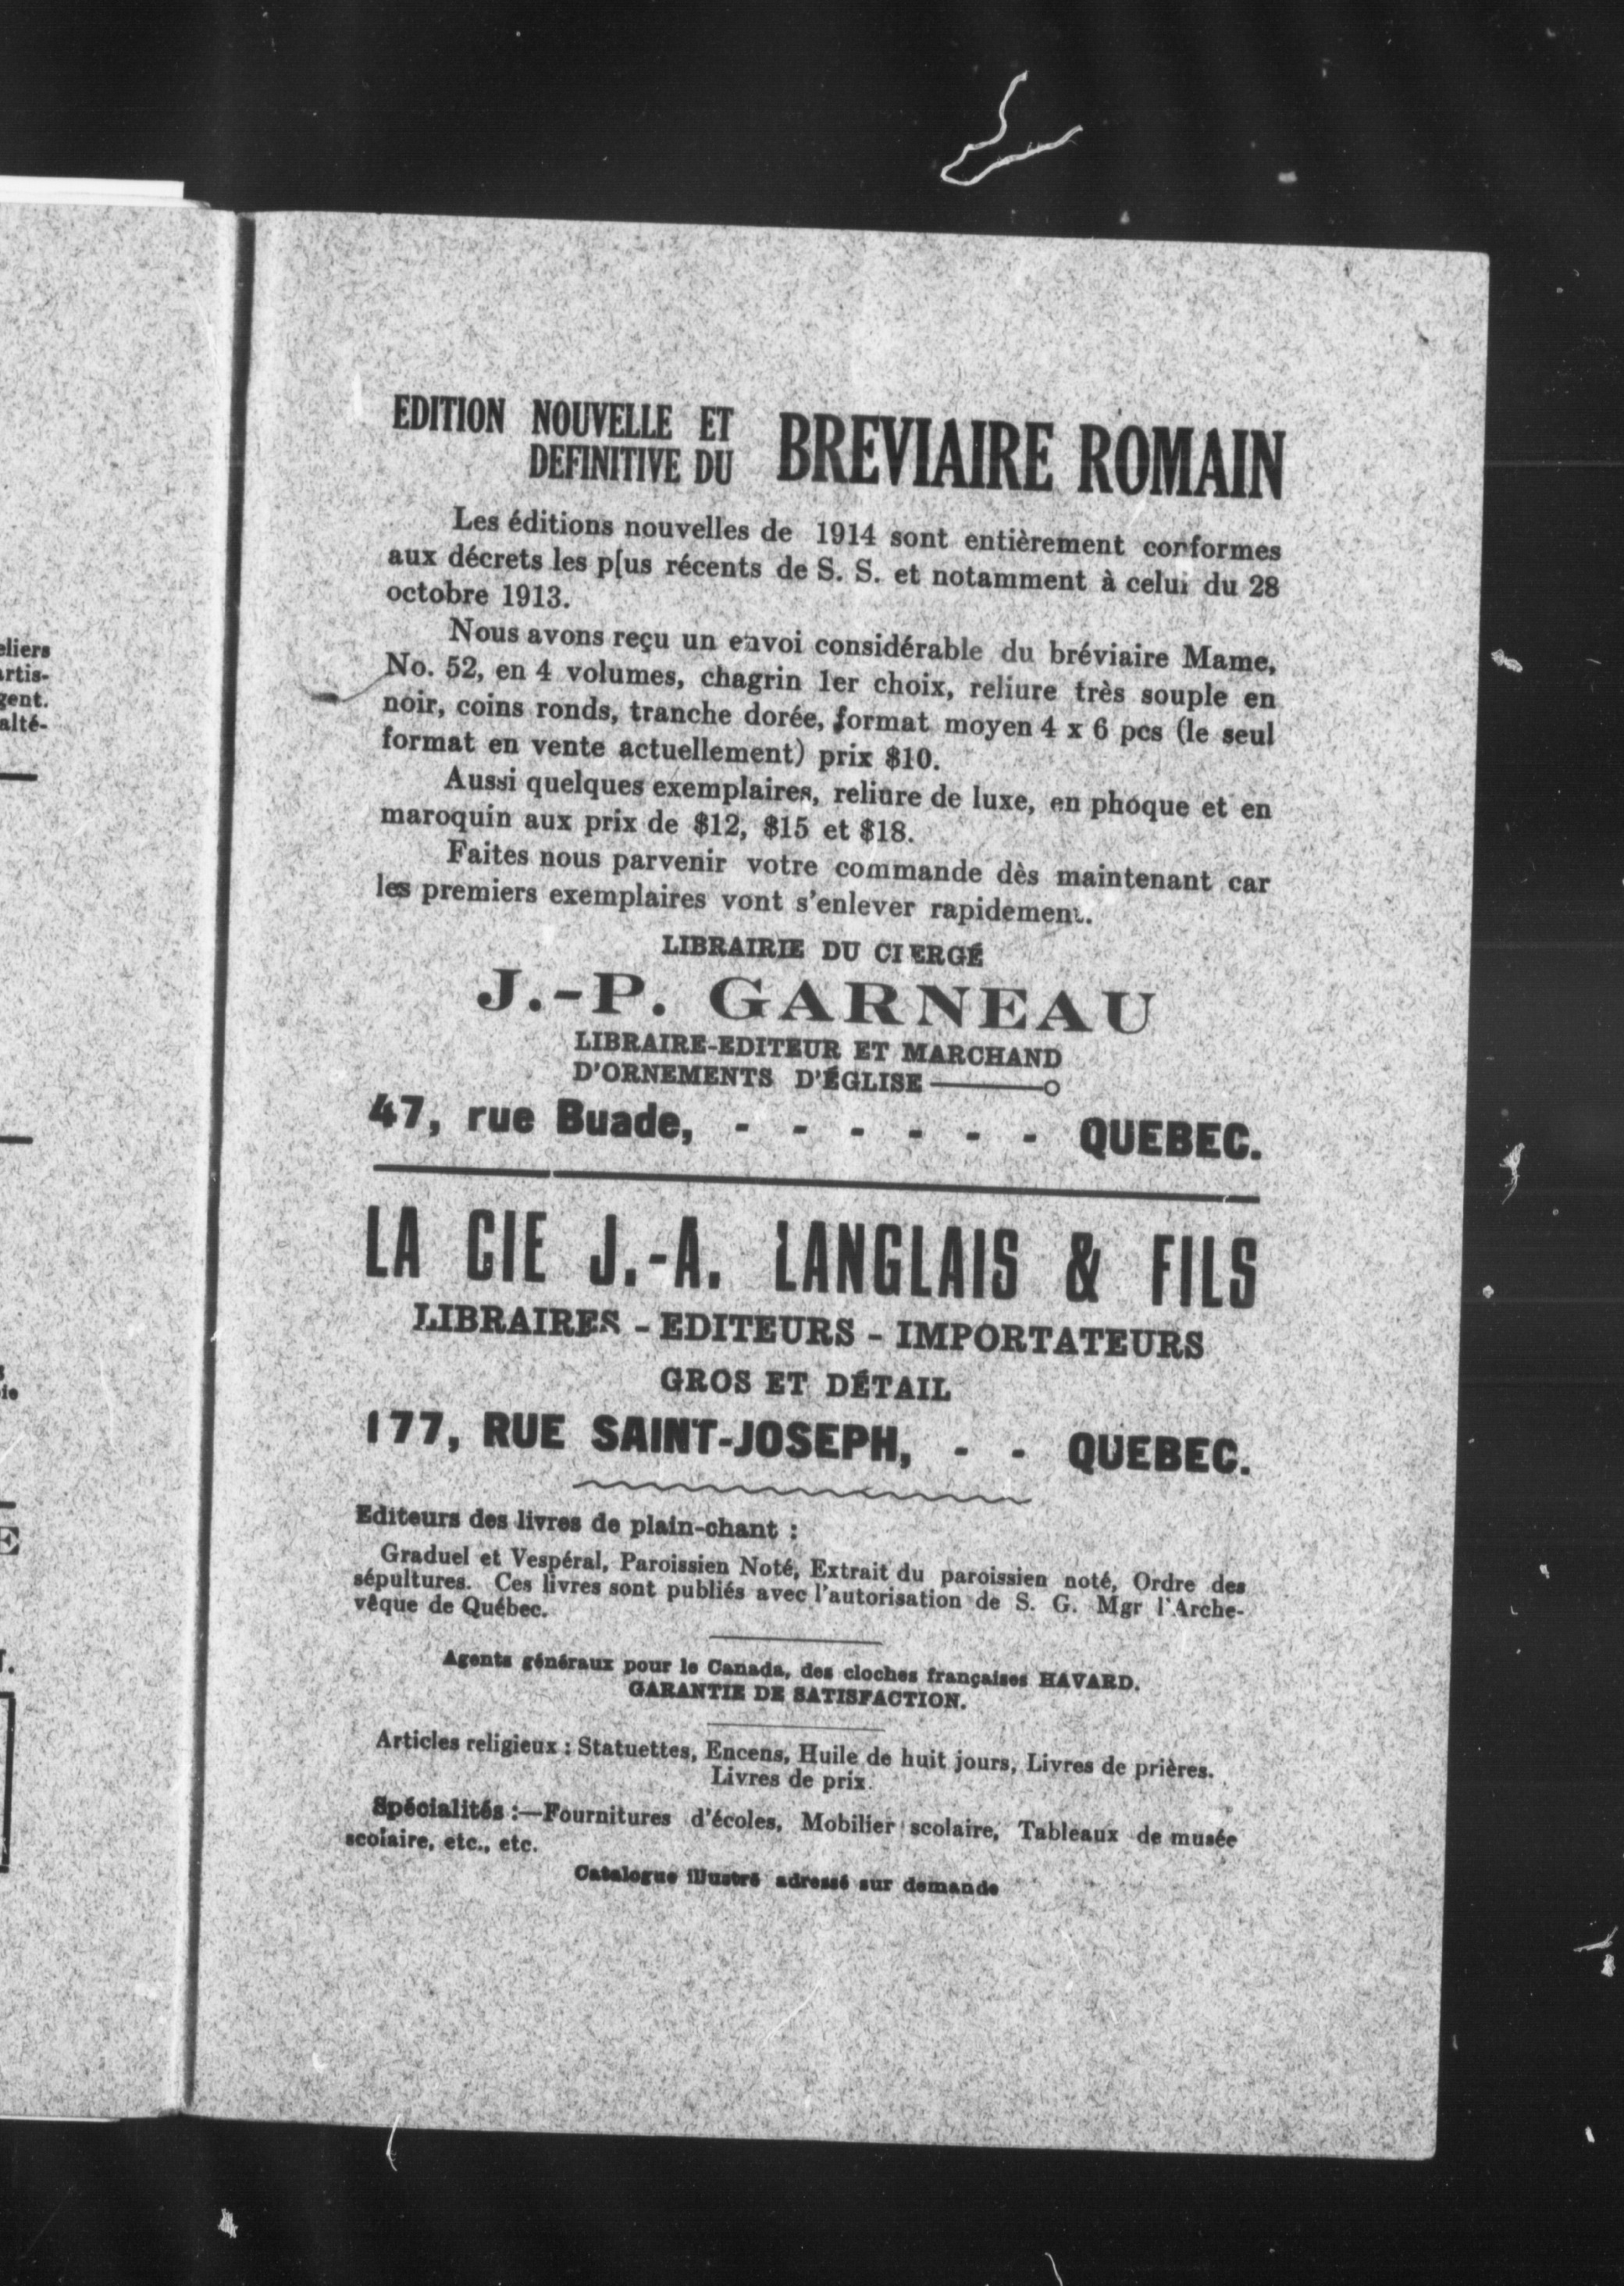 EDITION NOUVELLE ET
DEFINITIVE DU
BREVIAIRE ROMAIN
Les éditions nouvelles de 1914 sont entièrement conformes
aux décrets les p[us récents de S. S. et notamment à celui du 28
octobre 1913.
Nous avons reçu un envoi considérable du bréviaire Mame,
No. 52, en 4 volumes, chagrin 1er choix, reliure très souple en
noir, coins ronds, tranche dorée, format moyen 4 x 6 pcs (le seul
format en vente actuellement) prix $10.
Aussi quelques exemplaires, reliure de luxe, en phoque et en
maroquin aux prix de $12, $15 et $18.
Faites nous parvenir votre commande dès maintenant car
les premiers exemplaires vont s'enlever rapidement.
LIBRAIRIE DU CLERGÉ
J.-P. GARNEAU
LIBRAIRE-EDITEUR ET MARCHAND
D'ORNEMENTS D'ÉGLISE
47, rue Buade, - - - - - - QUEBEC.
LA CIE J.-A. LANGLAIS & FILS
LIBRAIRES - EDITEURS - IMPORTATEURS
GROS ET DÉTAIL
177, RUE SAINT-JOSEPH, - - QUEBEC.
Editeurs des livres de plain-chant :
Graduel et Vespéral, Paroissien Noté, Extrait du paroissien noté, Ordre des
sépultures. Ces livres sont publiés avec l'autorisation de S. G. Mgr l'Arche-
vêque de Québec.
Agents généraux pour le Canada, des cloches françaises HAVARD.
GARANTIE DE SATISFACTION.
Articles religieux : Statuettes, Encens, Huile de huit jours, Livres de prières.
Livres de prix.
Spécialités :—Fournitures d'écoles, Mobilier scolaire, Tableaux de musée
scolaire, etc., etc.
Catalogue illustré adressé sur demande